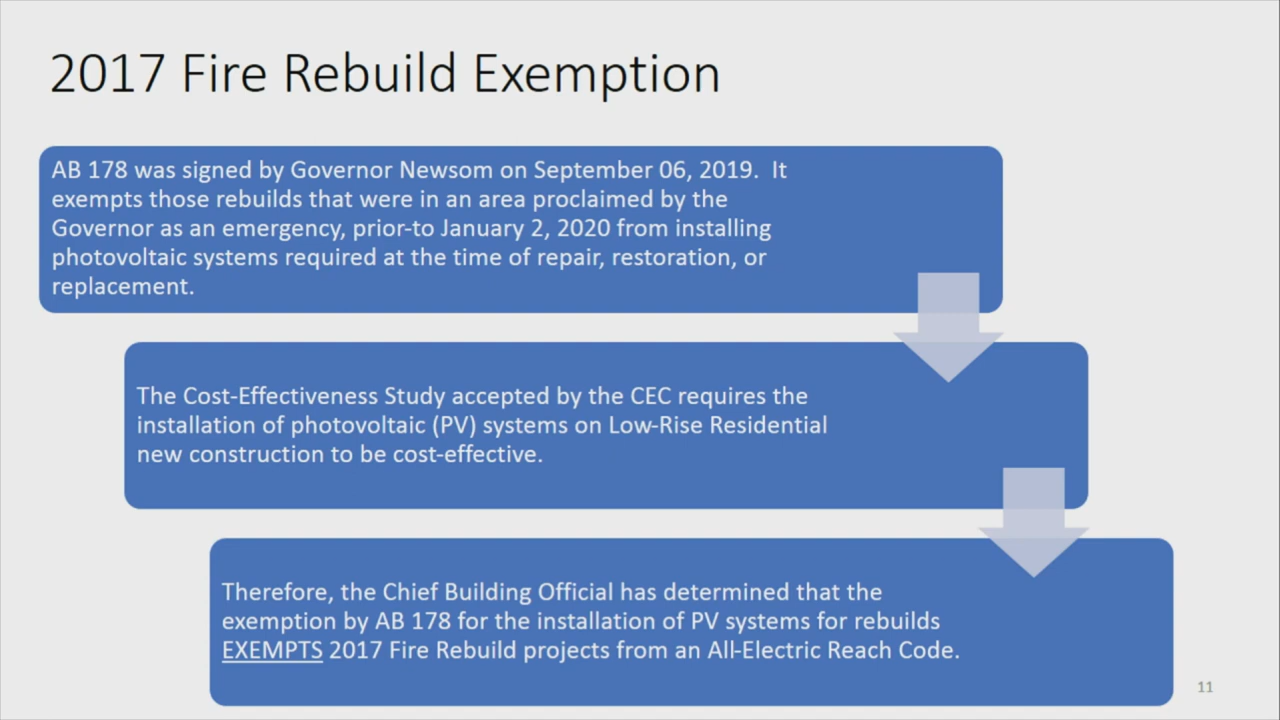 2017 Fire Rebuild Exemption
AB 178 was signed by Governor Newsom on September 06, 2019.  It
exempts those rebuilds that were in an area proclaimed by the
Governor as an emergency, prior-to January 2, 2020 from installing
photovoltaic systems required at the time of repair, restoration, or
replacement.
The Cost-Effectiveness Study accepted by the CEC requires the
installation of photovoltaic (PV) systems on Low-Rise Residential
new construction to be cost-effective.
Therefore, the Chief Building Official has determined that the
exemption by AB 178 for the installation of PV systems for rebuilds
EXEMPTS 2017 Fire Rebuild projects from an All-Electric Reach Code.
11